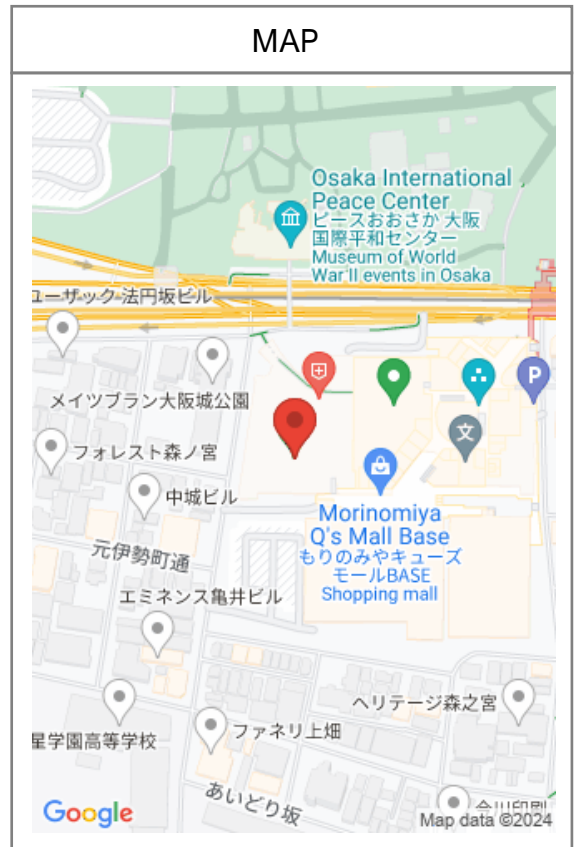 MAP
Osaka International
Peace Center
ピースおおさか 大阪
国際平和センター
Museum of World
War II events in Osaka
ユーザック 法円坂ビル
メイツブラン大阪城公園
P
文
フォレスト森ノ宮
中城ビル
Morinomiya
Q's Mall Base
もりのみやキューズ
モールBASE
Shopping mall
元伊勢町通
エミネンス亀井ビル
ヘリテージ森之宮
星学園高等学校
ファネリ上畑
あいどり坂
Google
Map data ©2024